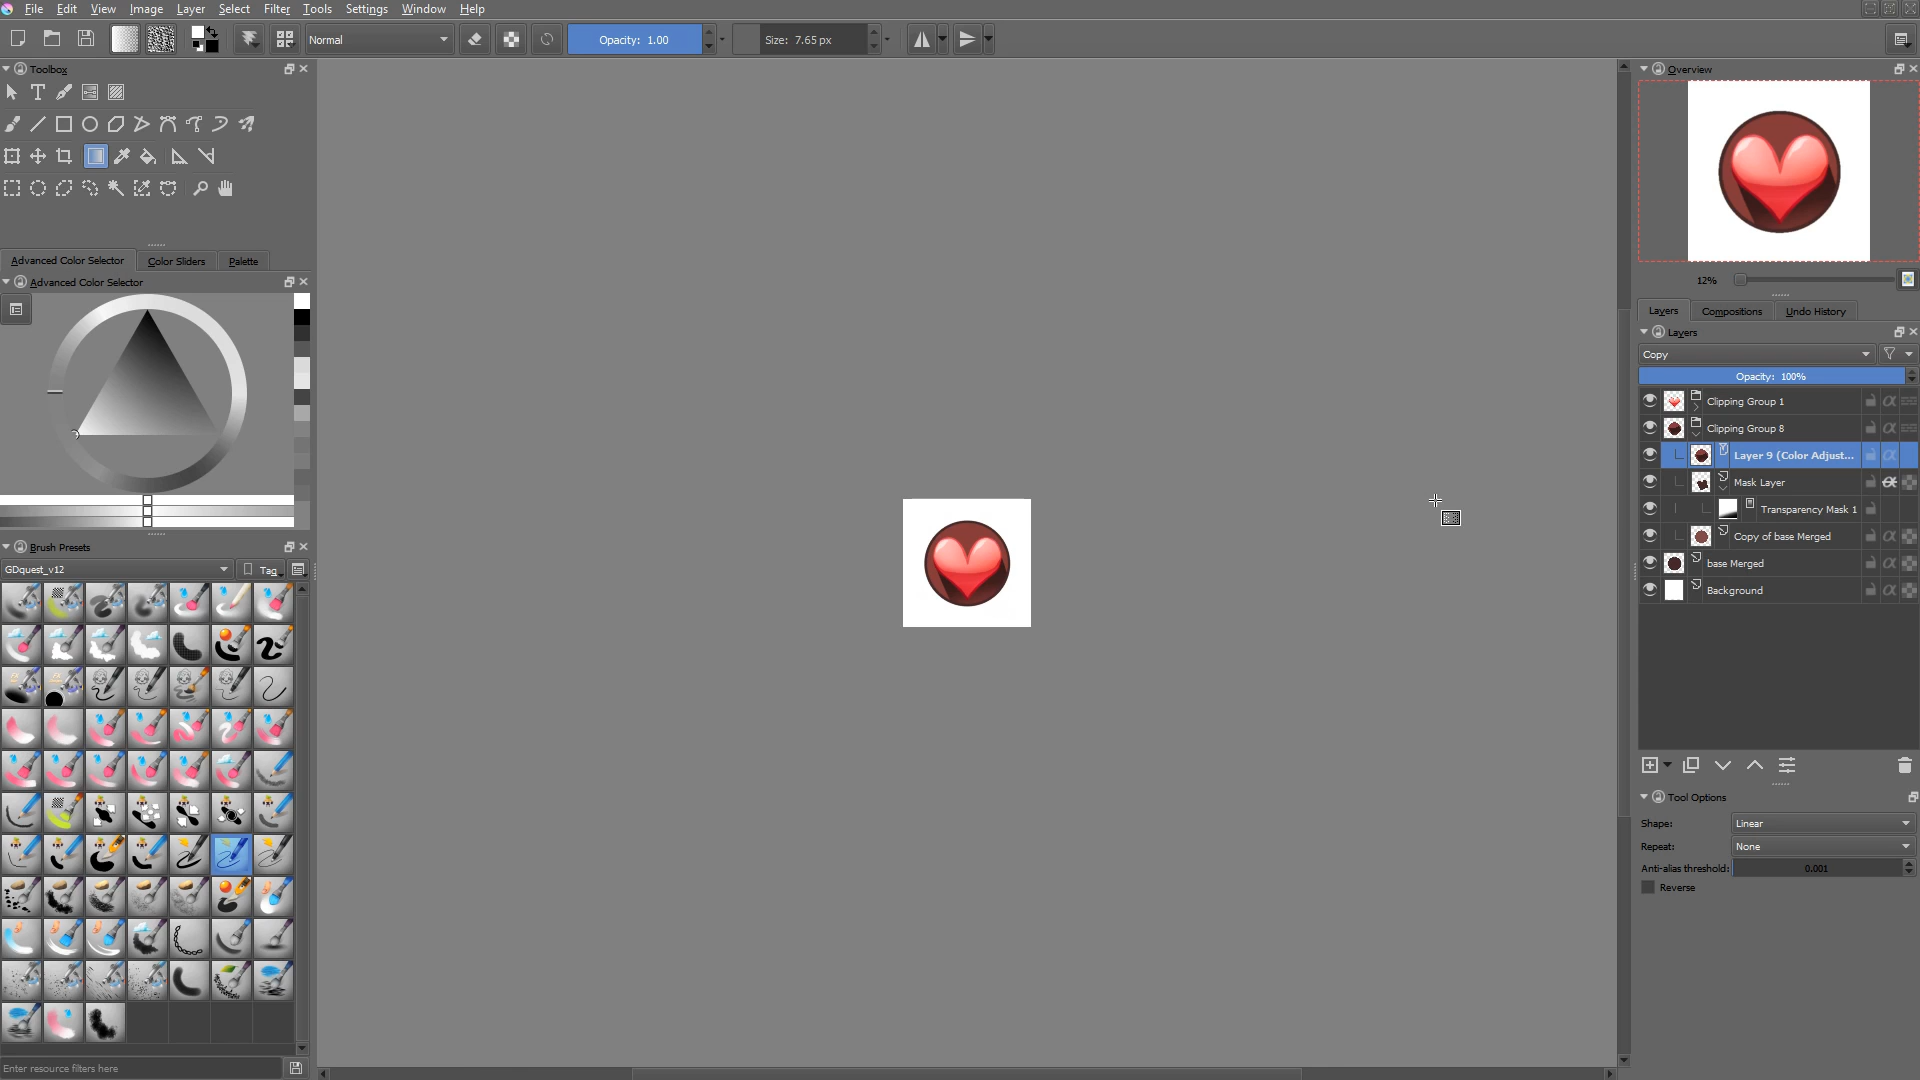 File Edit View Image Layer Select Filter Tools Settings Window Help
Normal Opacity: 1.00 Size: 7.65 px
Toolbox
Advanced Color Selector Color Sliders Palette
Advanced Color Selector
Brush Presets
GDquest_v12 Tag
Enter resource filters here
Overview
12%
Layers Compositions Undo History
Layers
Copy
Opacity: 100%
Clipping Group 1
Clipping Group 8
Layer 9 (Color Adjust...
Mask Layer
Transparency Mask 1
Copy of base Merged
base Merged
Background
Tool Options
Shape: Linear
Repeat: None
Anti-alias threshold: 0.001
Reverse